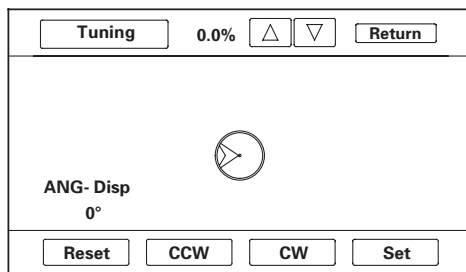 Tuning 0.0% △ ▽ Return
ANG- Disp
0°
Reset CCW CW Set